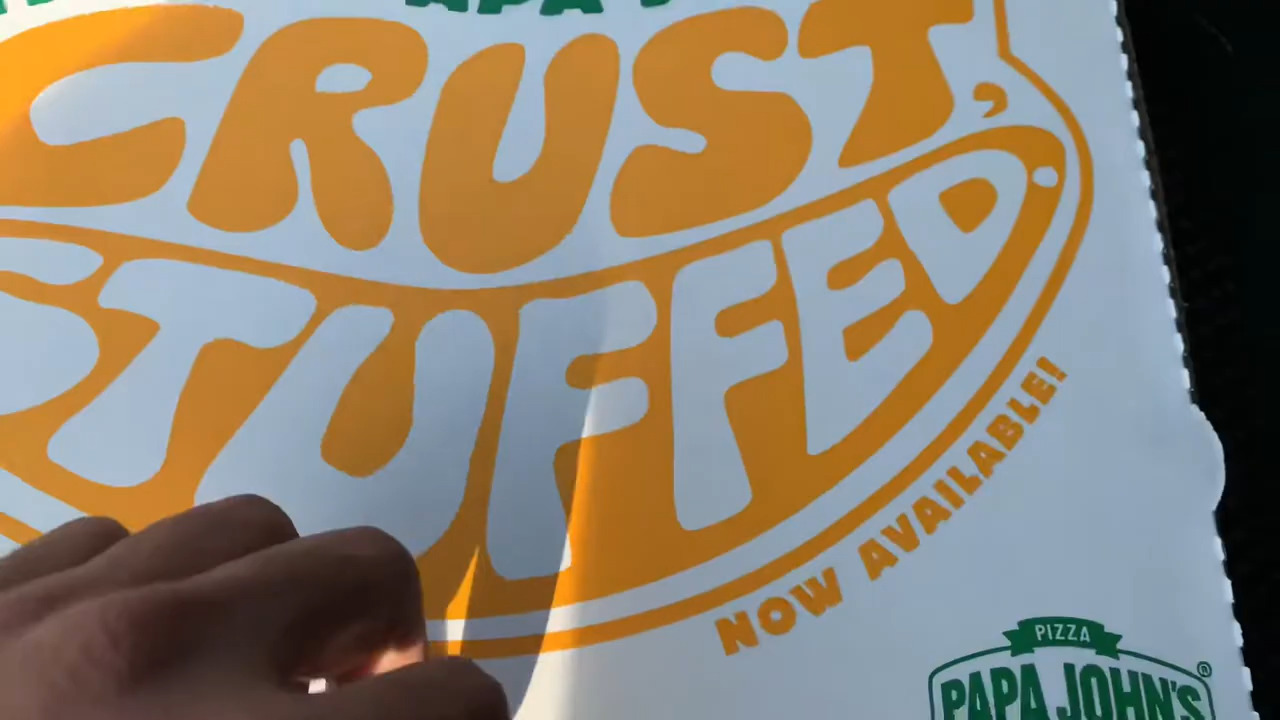 CRUST,
STUFFED.
NOW AVAILABLE!
PIZZA
PAPA JOHN'S®